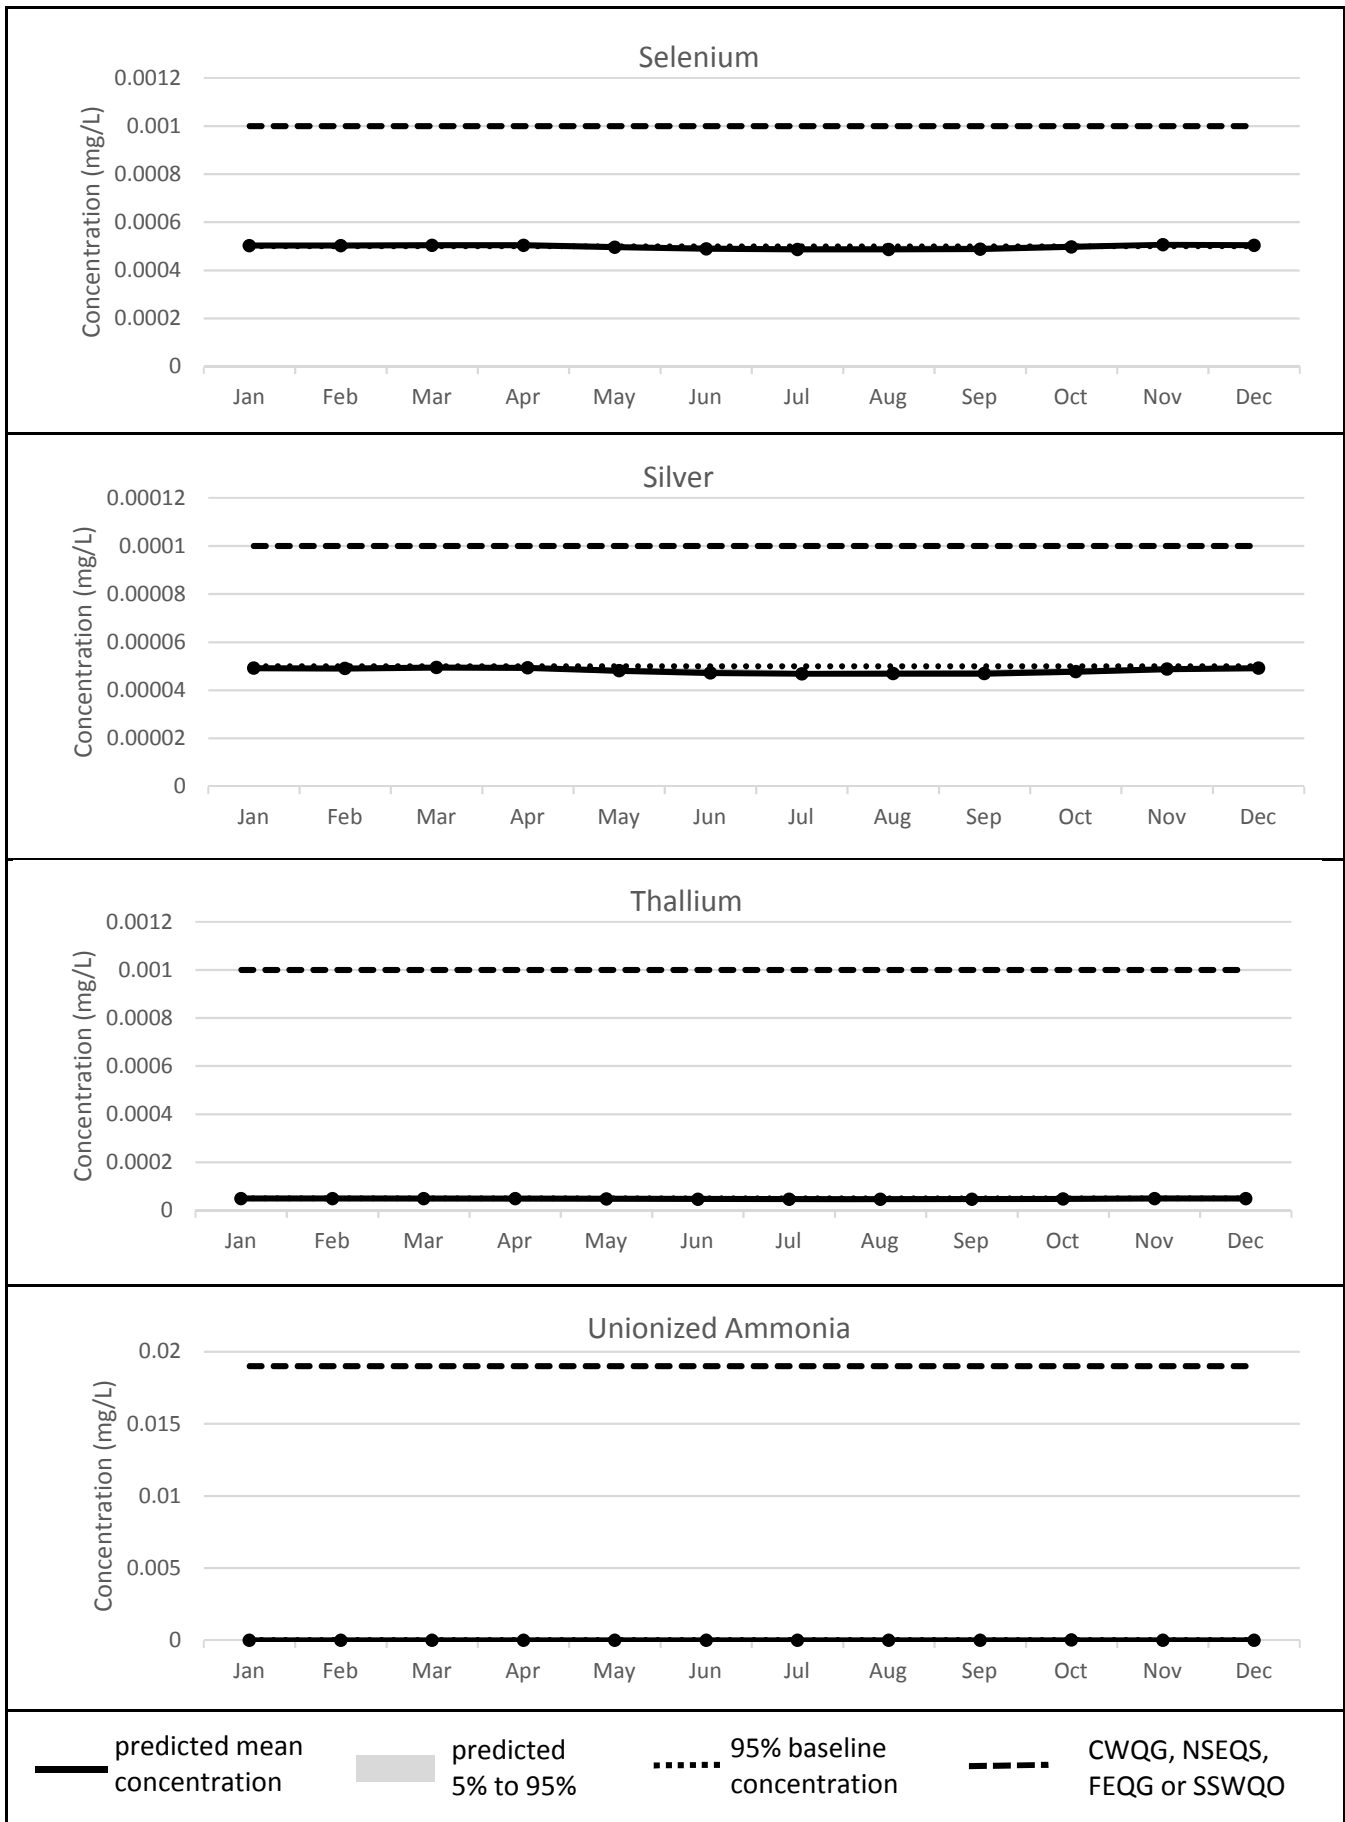 Selenium
Concentration (mg/L)
0.0012
0.001
0.0008
0.0006
0.0004
0.0002
0
Jan Feb Mar Apr May Jun Jul Aug Sep Oct Nov Dec
Silver
Concentration (mg/L)
0.00012
0.0001
0.00008
0.00006
0.00004
0.00002
0
Jan Feb Mar Apr May Jun Jul Aug Sep Oct Nov Dec
Thallium
Concentration (mg/L)
0.0012
0.001
0.0008
0.0006
0.0004
0.0002
0
Jan Feb Mar Apr May Jun Jul Aug Sep Oct Nov Dec
Unionized Ammonia
Concentration (mg/L)
0.02
0.015
0.01
0.005
0
Jan Feb Mar Apr May Jun Jul Aug Sep Oct Nov Dec
predicted mean
concentration
predicted
5% to 95%
95% baseline
concentration
CWQG, NSEQS,
FEQG or SSWQO